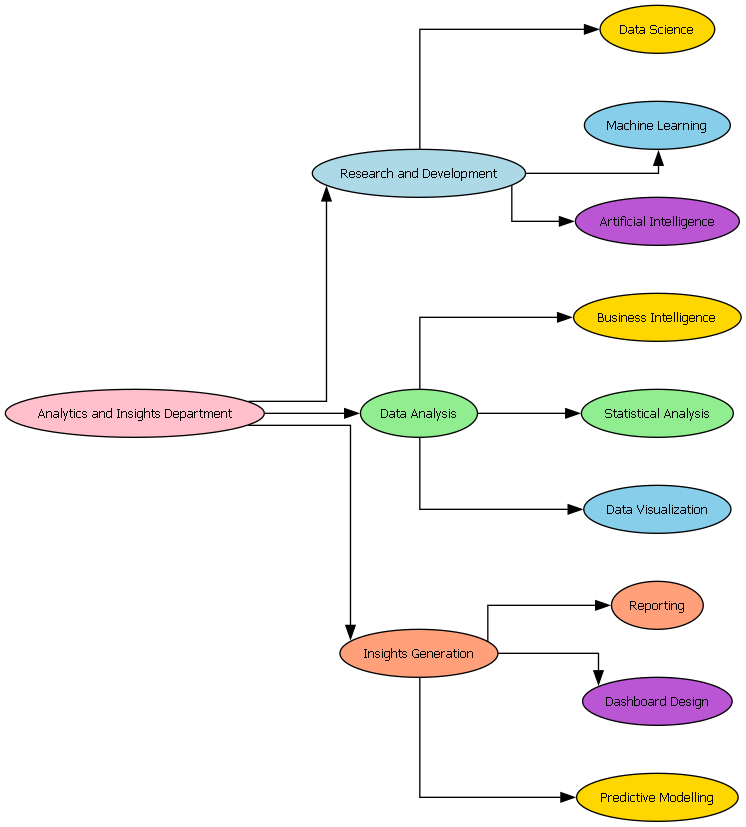 Data Science
Machine Learning
Research and Development
Artificial Intelligence
Business Intelligence
Analytics and Insights Department
Data Analysis
Statistical Analysis
Data Visualization
Reporting
Insights Generation
Dashboard Design
Predictive Modelling